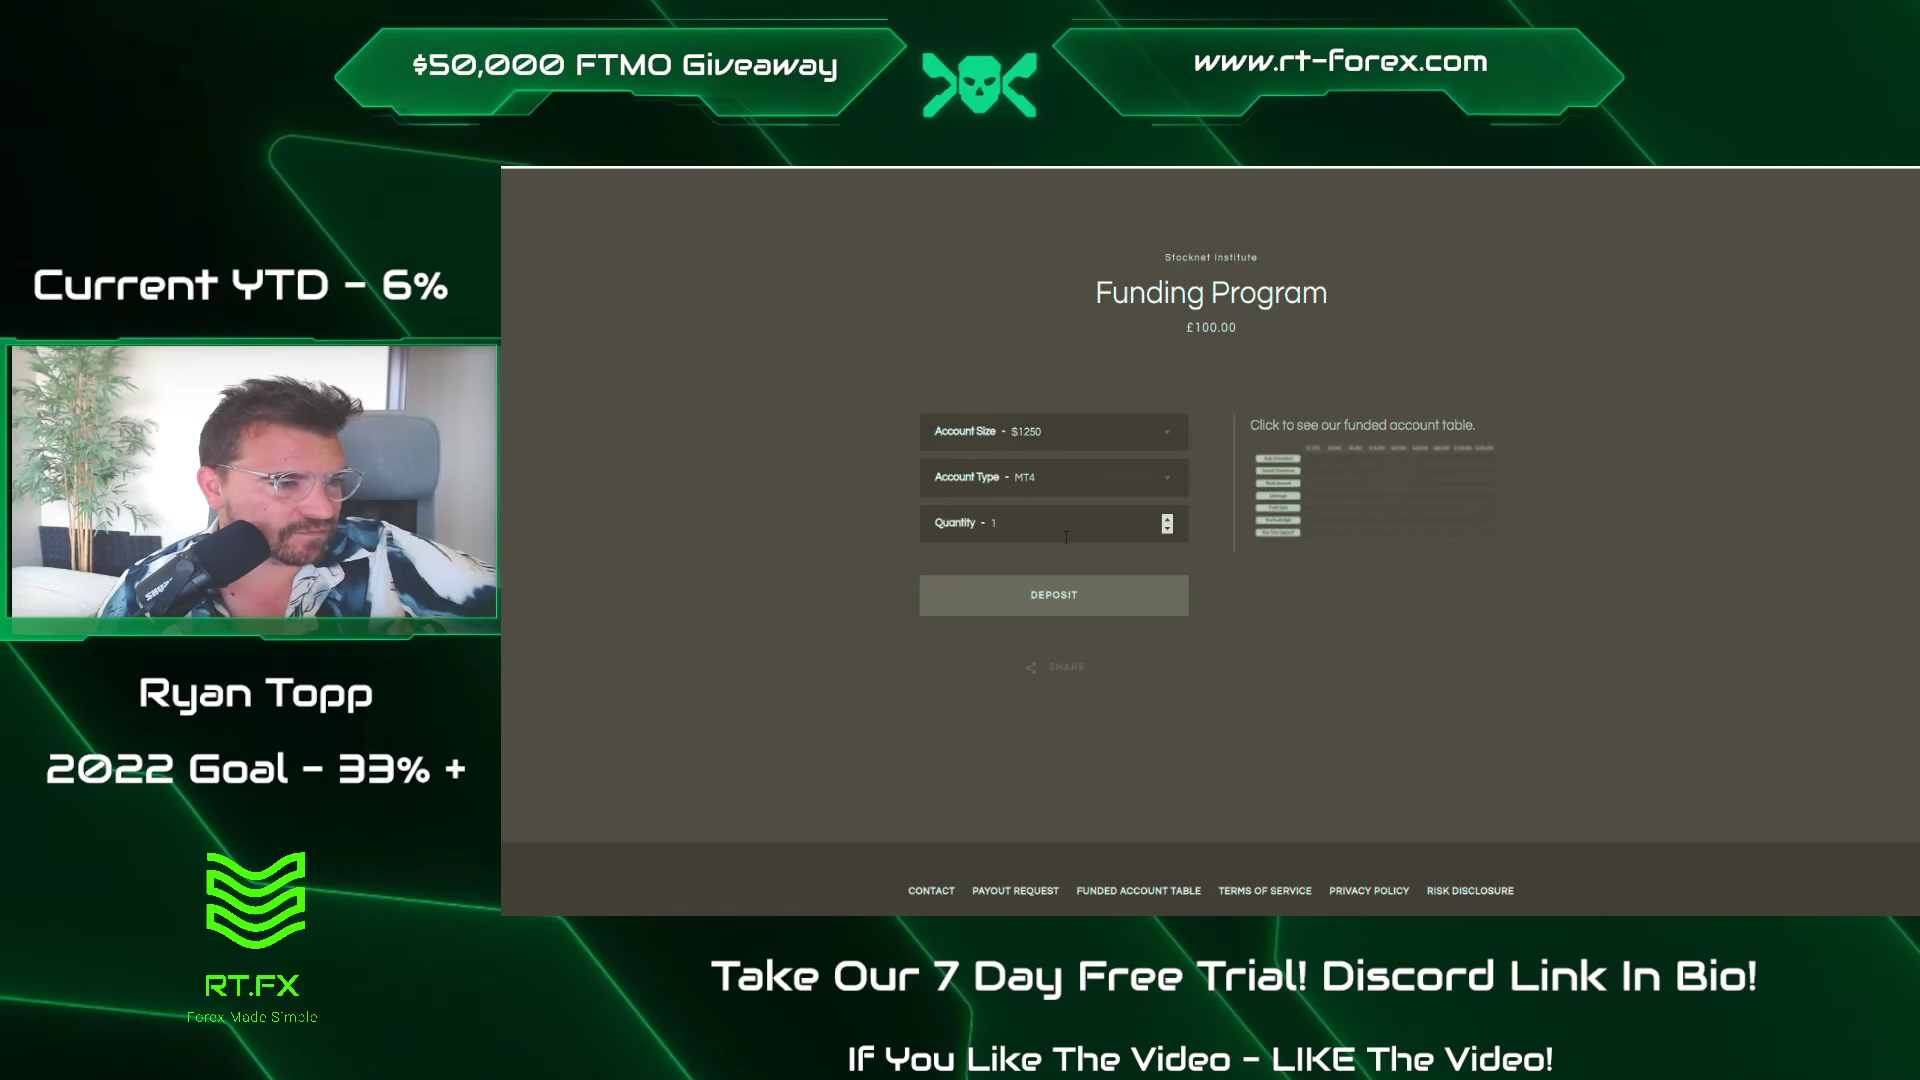 $50,000 FTMO Giveaway
www.rt-forex.com
Current YTD - 6%
Ryan Topp
2022 Goal - 33% +
RT.FX
Forex Made Simple
Stocknet Institute
Funding Program
£100.00
Account Size - $1250
Account Type - MT4
Quantity - 1
DEPOSIT
SHARE
Click to see our funded account table.
CONTACT PAYOUT REQUEST FUNDED ACCOUNT TABLE TERMS OF SERVICE PRIVACY POLICY RISK DISCLOSURE
Take Our 7 Day Free Trial! Discord Link In Bio!
If You Like The Video - LIKE The Video!